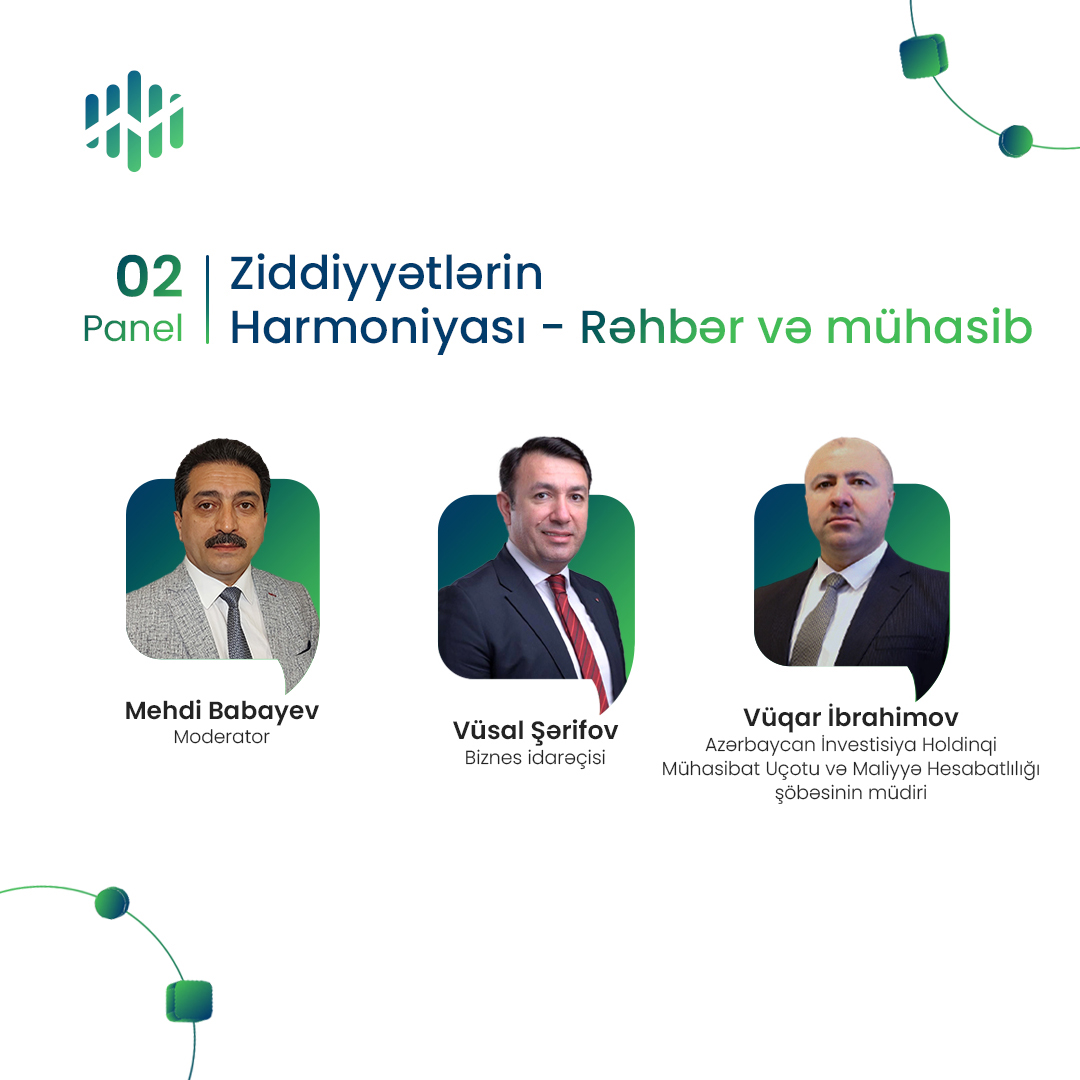 02
Panel
Ziddiyyətlərin
Harmoniyası - Rəhbər və mühasib
Mehdi Babayev
Moderator
Vüsal Şərifov
Biznes idarəçisi
Vüqar İbrahimov
Azərbaycan İnvestisiya Holdinqi
Mühasibat Uçotu və Maliyyə Hesabatlılığı
şöbəsinin müdiri